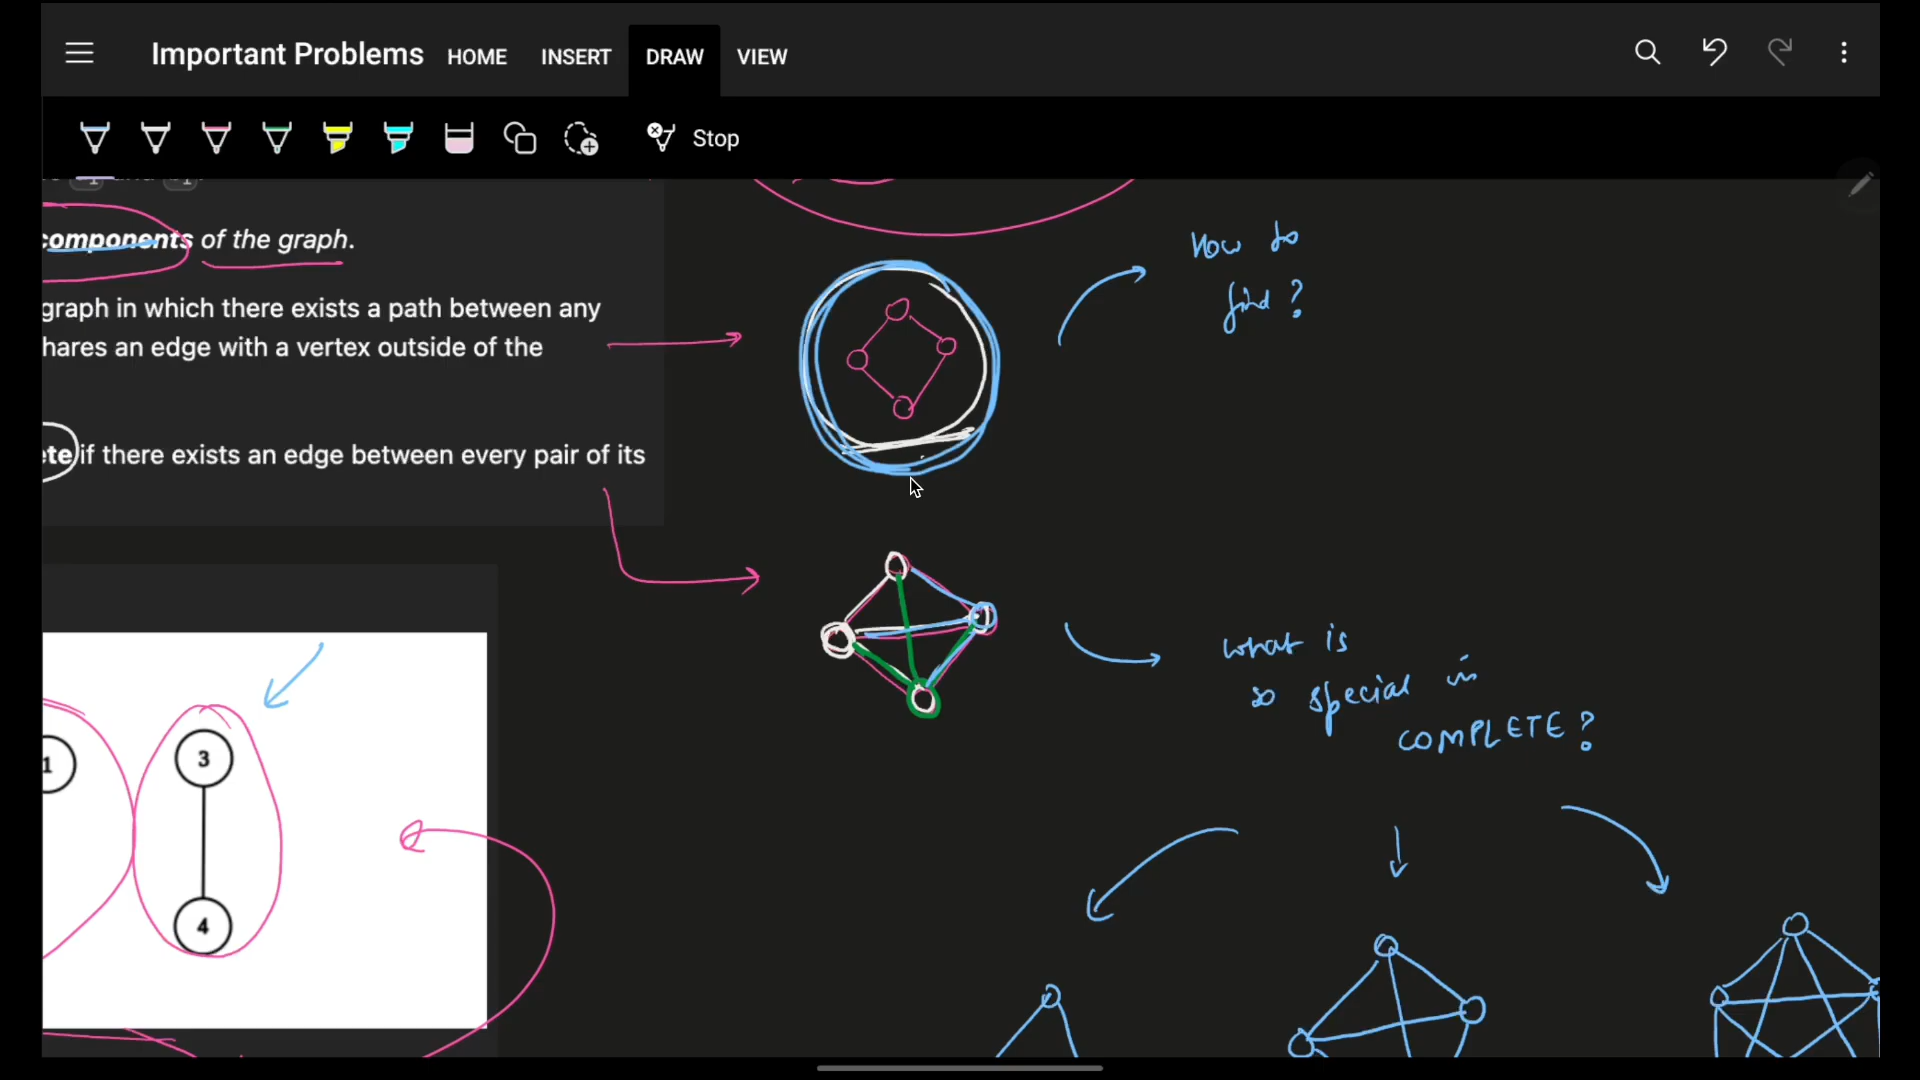 Important Problems HOME INSERT DRAW VIEW
Stop
components of the graph.
graph in which there exists a path between any
hares an edge with a vertex outside of the
te if there exists an edge between every pair of its
How do
find ?
what is
so special in
COMPLETE ?
1
3
4